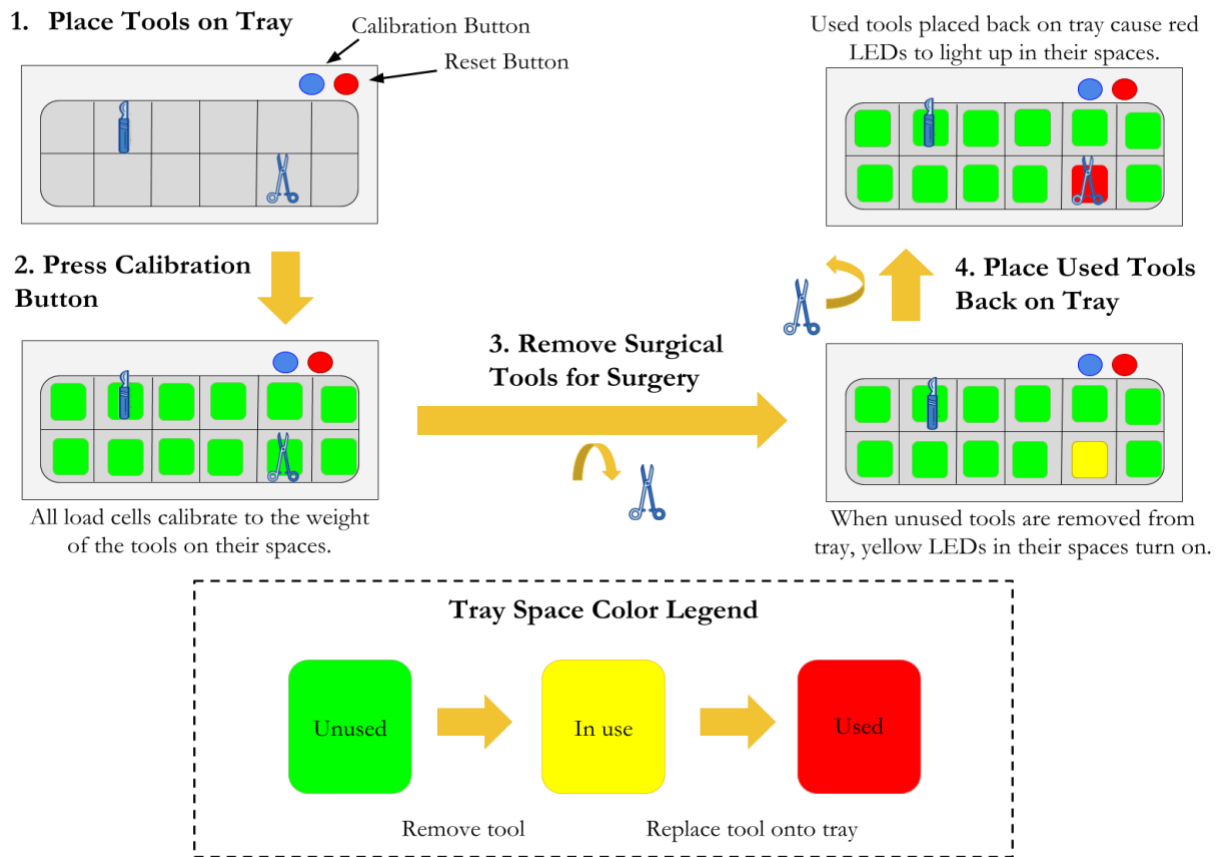 1. Place Tools on Tray
Calibration Button
Reset Button
2. Press Calibration
Button
All load cells calibrate to the weight
of the tools on their spaces.
3. Remove Surgical
Tools for Surgery
When unused tools are removed from
tray, yellow LEDs in their spaces turn on.
4. Place Used Tools
Back on Tray
Used tools placed back on tray cause red
LEDs to light up in their spaces.
Tray Space Color Legend
Unused
In use
Used
Remove tool
Replace tool onto tray